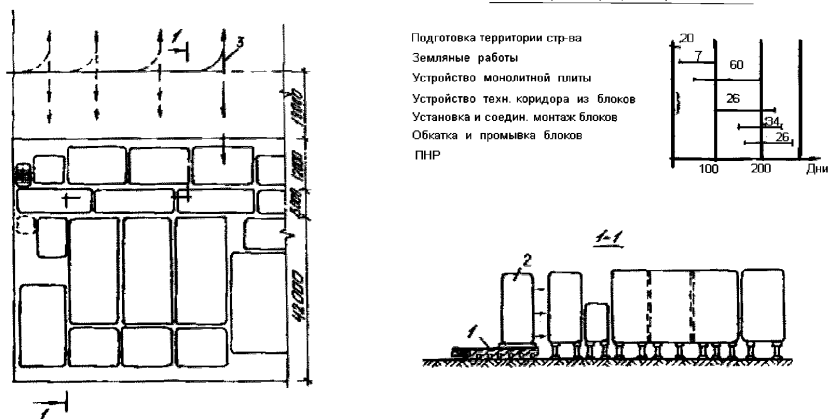 1
3
Подготовка территории стр-ва
Земляные работы
Устройство монолитной плиты
Устройство техн. коридора из блоков
Установка и соедин. монтаж блоков
Обкатка и промывка блоков
ПНР
20
7
60
26
34
26
100 200 Дни
12000
42000
1
1-1
2
1